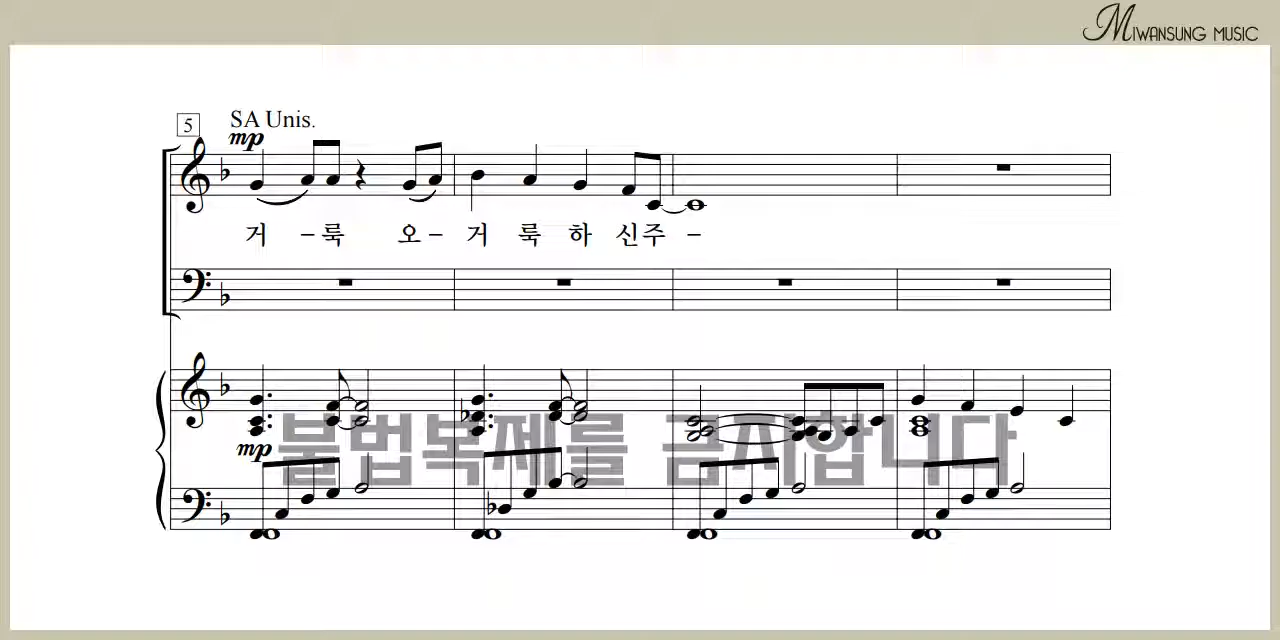 MIWANSUNG MUSIC
5
SA Unis.
mp
거 -룩 오- 거 룩 하 신주 -
mp
불법복제를 금지합니다